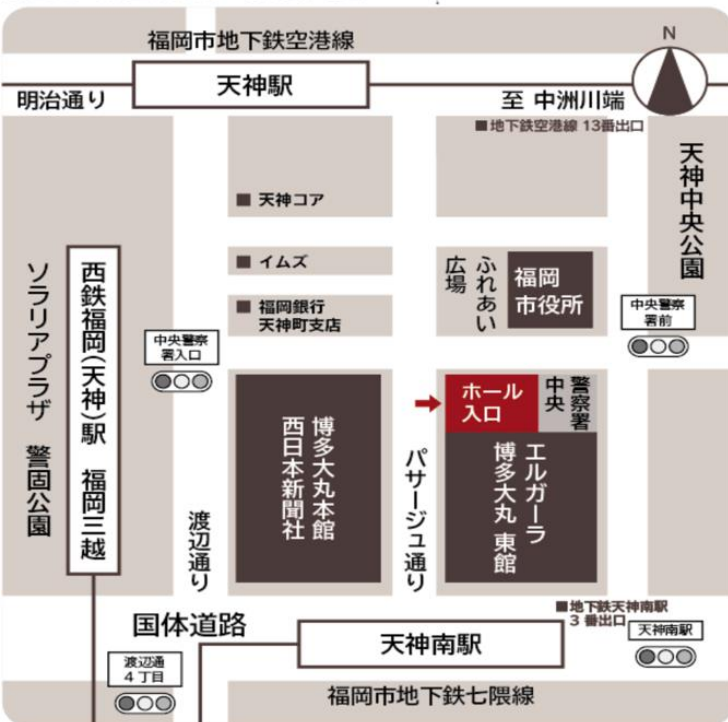 福岡市地下鉄空港線
N
天神駅
明治通り
至 中洲川端
■地下鉄空港線 13番出口
天神中央公園
■ 天神コア
■ イムズ
■ 福岡銀行
天神町支店
ふれあい
広場
福岡
市役所
中央警察
署前
ソラリアプラザ 警固公園
西鉄福岡(天神)駅 福岡三越
中央警察
署入口
博多大丸本館
西日本新聞社
ホール
入口
警察署
中央
エルガーラ
博多大丸 東館
パサージュ通り
渡辺通り
■地下鉄天神南駅
3 番出口
天神南駅
国体道路
天神南駅
渡辺通
4 丁目
福岡市地下鉄七隈線